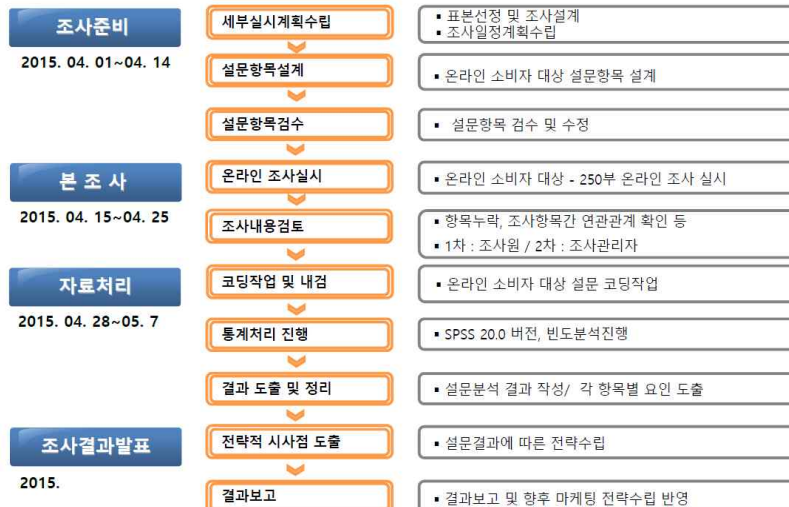 조사준비
2015. 04. 01~04. 14
세부실시계획수립
▪ 표본선정 및 조사설계
▪ 조사일정계획수립
설문항목설계
▪ 온라인 소비자 대상 설문항목 설계
설문항목검수
▪ 설문항목 검수 및 수정
본 조 사
2015. 04. 15~04. 25
온라인 조사실시
▪ 온라인 소비자 대상 - 250부 온라인 조사 실시
조사내용검토
▪ 항목누락, 조사항목간 연관관계 확인 등
▪ 1차 : 조사원 / 2차 : 조사관리자
자료처리
2015. 04. 28~05. 7
코딩작업 및 내검
▪ 온라인 소비자 대상 설문 코딩작업
통계처리 진행
▪ SPSS 20.0 버전, 빈도분석진행
결과 도출 및 정리
▪ 설문분석 결과 작성/ 각 항목별 요인 도출
조사결과발표
2015.
전략적 시사점 도출
▪ 설문결과에 따른 전략수립
결과보고
▪ 결과보고 및 향후 마케팅 전략수립 반영